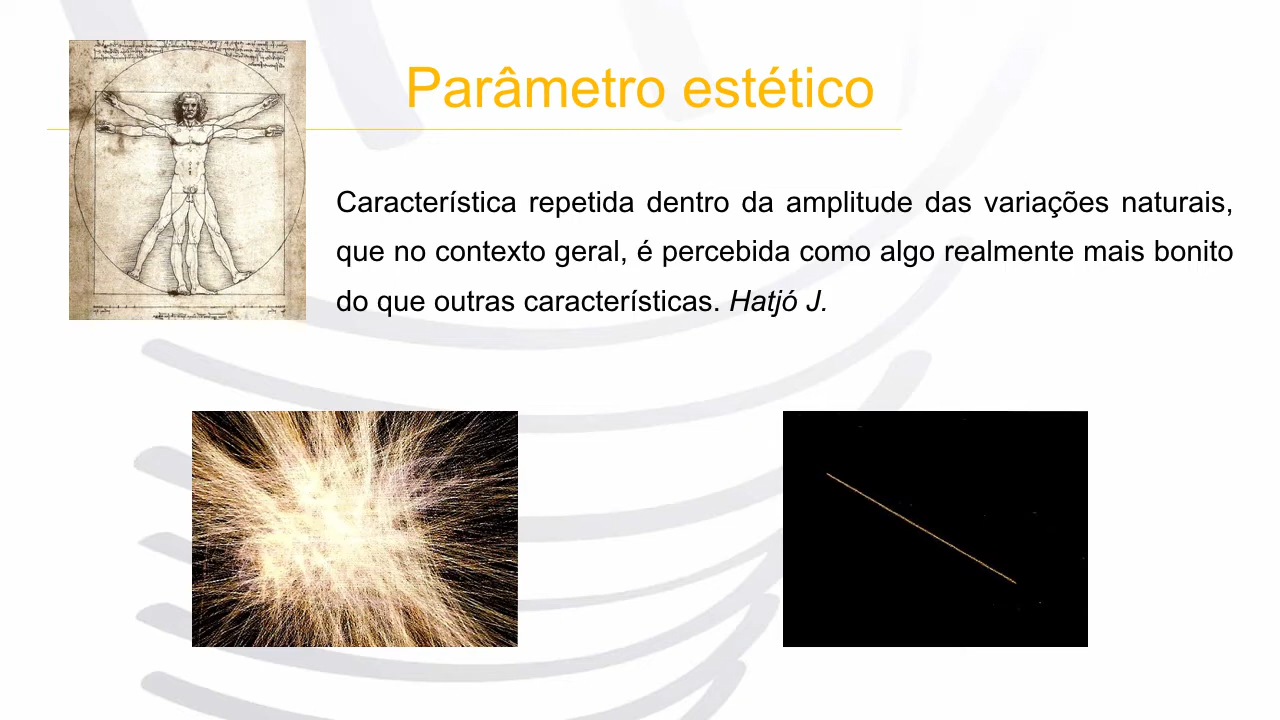 Parâmetro estético
Característica repetida dentro da amplitude das variações naturais,
que no contexto geral, é percebida como algo realmente mais bonito
do que outras características. Hatjó J.